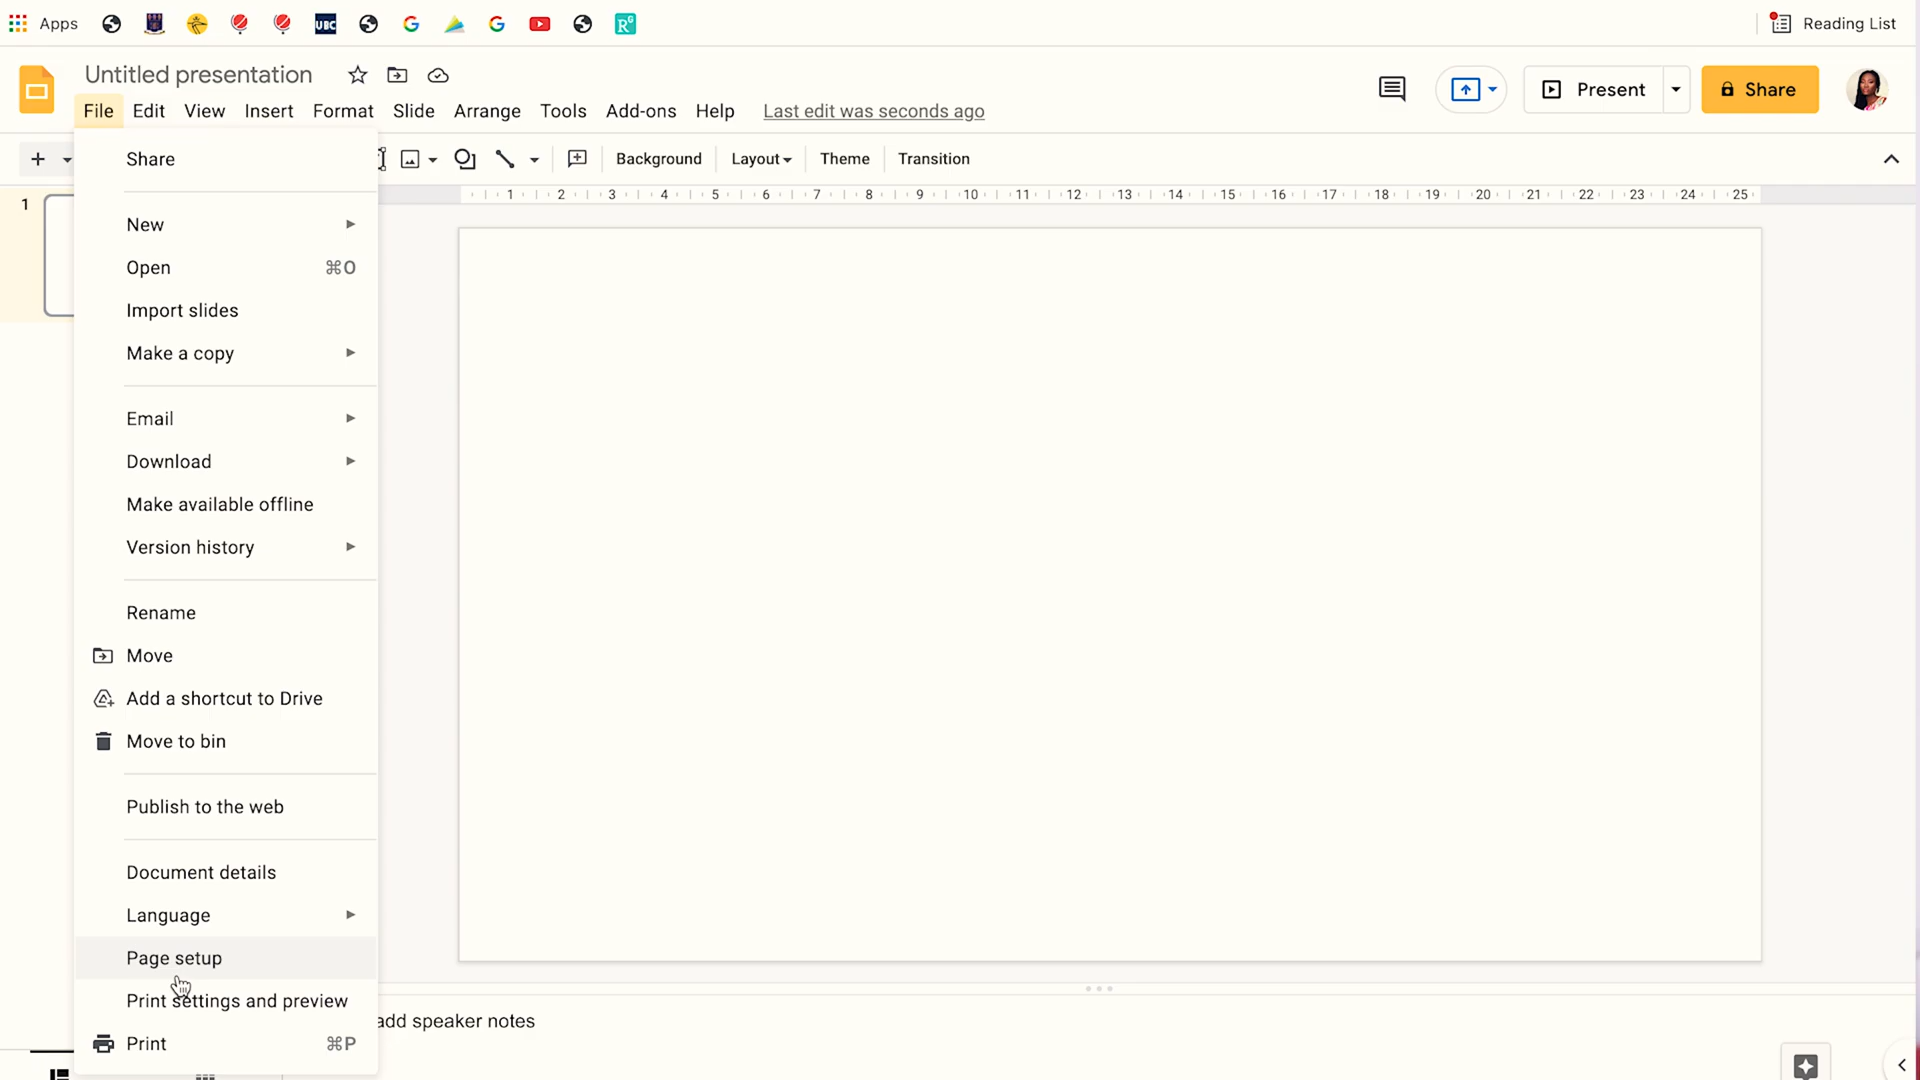 Apps
UBC
G
G
R G
Reading List
Untitled presentation
File Edit View Insert Format Slide Arrange Tools Add-ons Help Last edit was seconds ago
Present
Share
Background Layout Theme Transition
1 2 3 4 5 6 7 8 9 10 11 12 13 14 15 16 17 18 19 20 21 22 23 24 25
1
Share
New
Open ⌘O
Import slides
Make a copy
Email
Download
Make available offline
Version history
Rename
Move
Add a shortcut to Drive
Move to bin
Publish to the web
Document details
Language
Page setup
Print settings and preview
Print ⌘P
add speaker notes